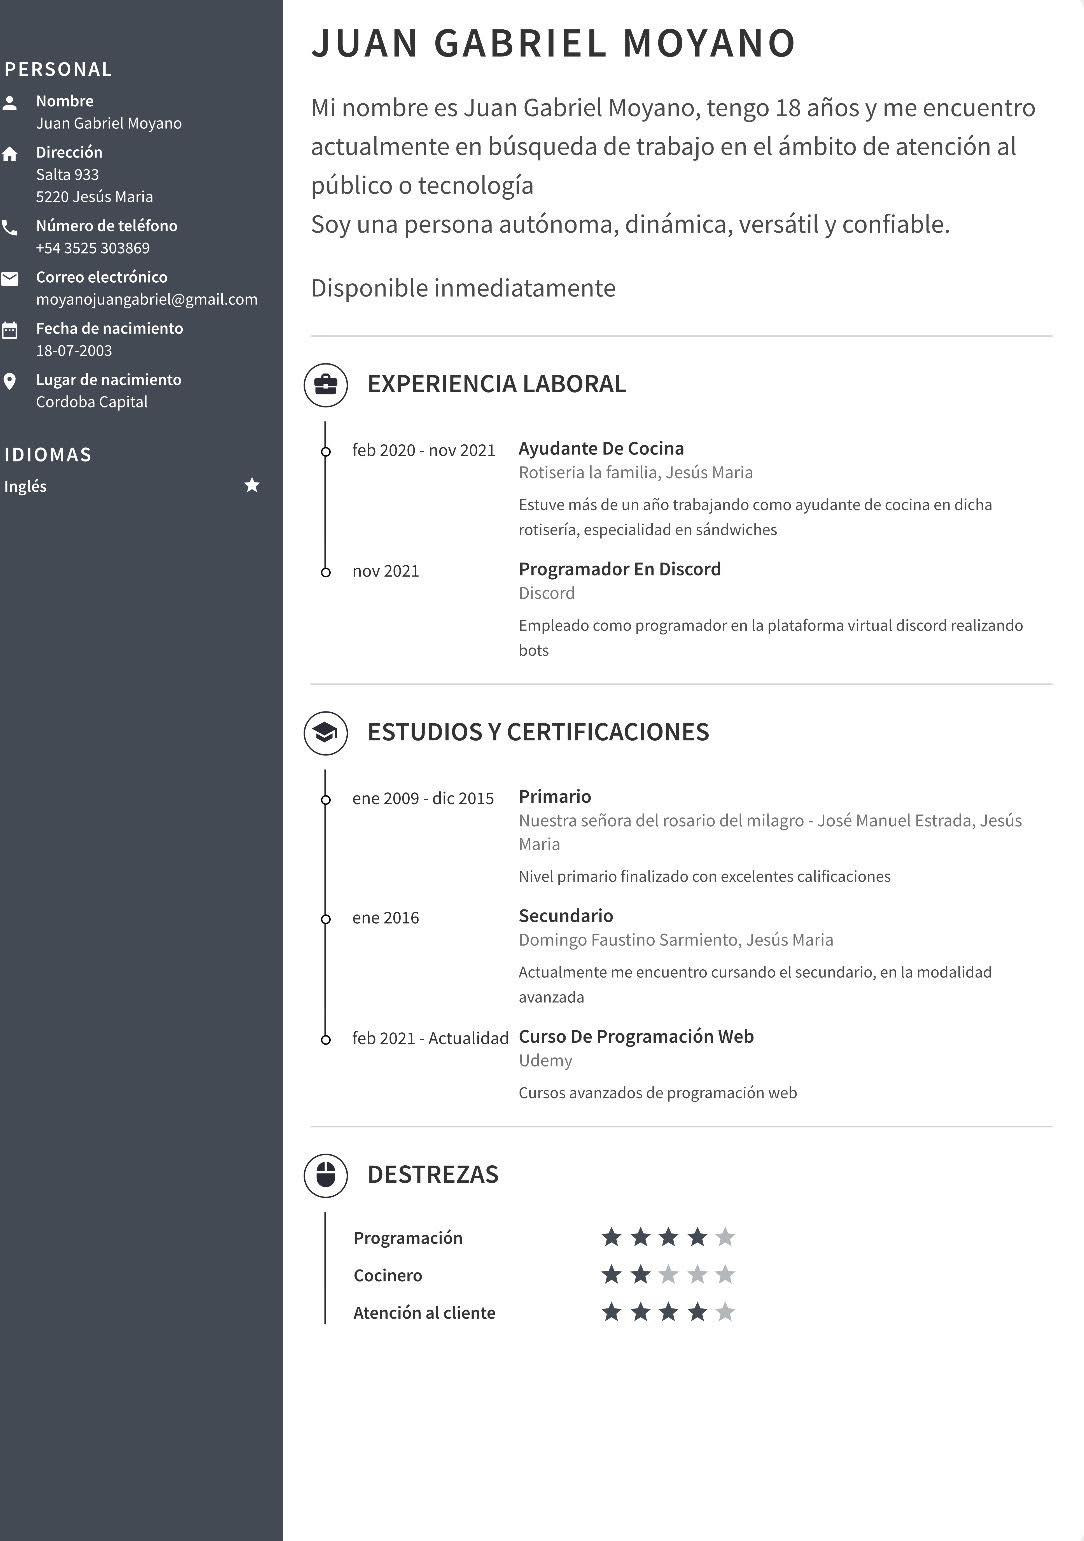 PERSONAL
Nombre
Juan Gabriel Moyano
Dirección
Salta 933
5220 Jesús Maria
Número de teléfono
+54 3525 303869
Correo electrónico
moyanojuangabriel@gmail.com
Fecha de nacimiento
18-07-2003
Lugar de nacimiento
Cordoba Capital
IDIOMAS
Inglés
JUAN GABRIEL MOYANO
Mi nombre es Juan Gabriel Moyano, tengo 18 años y me encuentro
actualmente en búsqueda de trabajo en el ámbito de atención al
público o tecnología
Soy una persona autónoma, dinámica, versátil y confiable.
Disponible inmediatamente
EXPERIENCIA LABORAL
feb 2020 - nov 2021 Ayudante De Cocina
Rotiseria la familia, Jesús Maria
Estuve más de un año trabajando como ayudante de cocina en dicha
rotisería, especialidad en sándwiches
nov 2021 Programador En Discord
Discord
Empleado como programador en la plataforma virtual discord realizando
bots
ESTUDIOS Y CERTIFICACIONES
ene 2009 - dic 2015 Primario
Nuestra señora del rosario del milagro - José Manuel Estrada, Jesús
Maria
Nivel primario finalizado con excelentes calificaciones
ene 2016 Secundario
Domingo Faustino Sarmiento, Jesús Maria
Actualmente me encuentro cursando el secundario, en la modalidad
avanzada
feb 2021 - Actualidad Curso De Programación Web
Udemy
Cursos avanzados de programación web
DESTREZAS
Programación
Cocinero
Atención al cliente